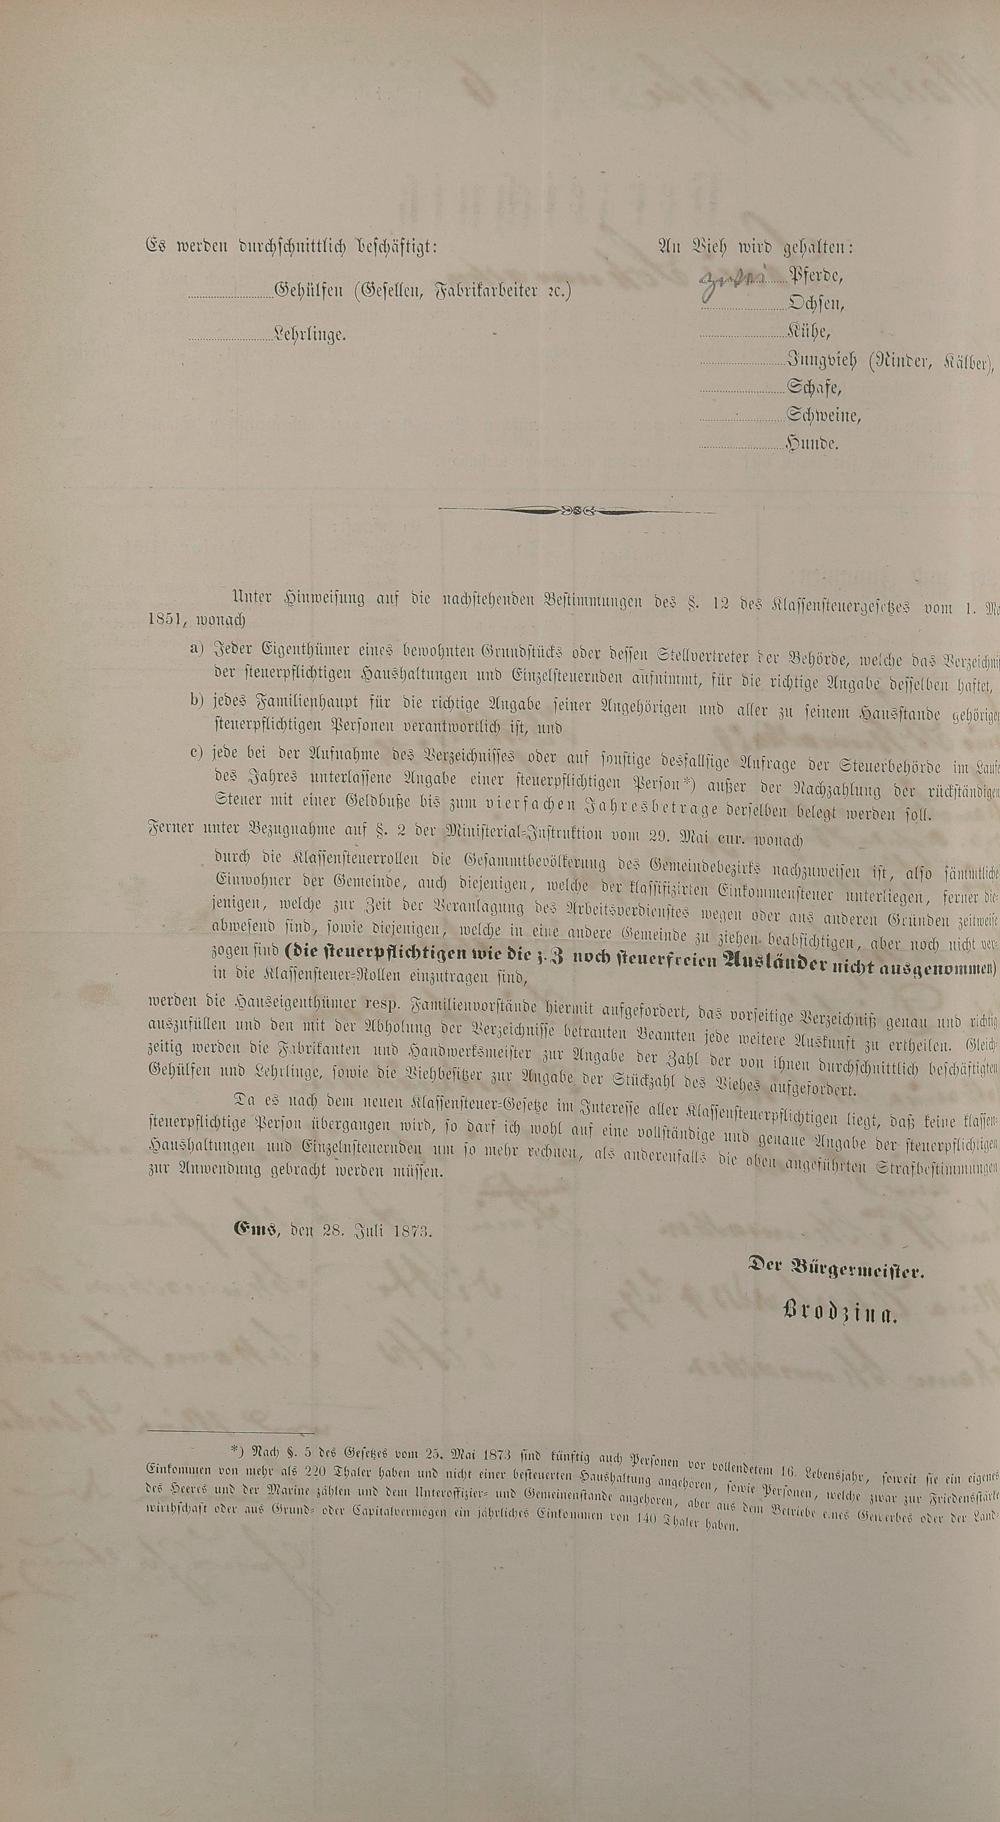 Es werden durchschnittlich beschäftigt:
Gehülfen (Gesellen, Fabrikarbeiter ꝛc.)
Lehrlinge.
An Vieh wird gehalten:
zwei Pferde,
Ochsen,
Kühe,
Jungvieh (Rinder, Kälber),
Schafe,
Schweine,
Hunde.
Unter Hinweisung auf die nachstehenden Bestimmungen des §. 12 des Klassensteuergesetzes vom 1. Ma
1851, wonach
a) Jeder Eigenthümer eines bewohnten Grundstücks oder dessen Stellvertreter der Behörde, welche das Verzeichni
der steuerpflichtigen Haushaltungen und Einzelsteuernden aufnimmt, für die richtige Angabe desselben haftet,
b) jedes Familienhaupt für die richtige Angabe seiner Angehörigen und aller zu seinem Hausstande gehörigen
steuerpflichtigen Personen verantwortlich ist, und
c) jede bei der Aufnahme des Verzeichnisses oder auf sonstige desfallsige Anfrage der Steuerbehörde im Laufe
des Jahres unterlassene Angabe einer steuerpflichtigen Person*) außer der Nachzahlung der rückständigen
Steuer mit einer Geldbuße bis zum vierfachen Jahresbetrage derselben belegt werden soll.
Ferner unter Bezugnahme auf §. 2 der Ministerial-Instruktion vom 29. Mai cur. wonach
durch die Klassensteuerrollen die Gesammtbevölkerung des Gemeindebezirks nachzuweisen ist, also sämmtliche
Einwohner der Gemeinde, auch diejenigen, welche der klassifizirten Einkommensteuer unterliegen, ferner die-
jenigen, welche zur Zeit der Veranlagung des Arbeitsverdienstes wegen oder aus anderen Gründen zeitweise
abwesend sind, sowie diejenigen, welche in eine andere Gemeinde zu ziehen beabsichtigen, aber noch nicht ver-
zogen sind (die steuerpflichtigen wie die z. Z noch steuerfreien Ausländer nicht ausgenommen)
in die Klassensteuer-Rollen einzutragen sind,
werden die Hauseigenthümer resp. Familienvorstände hiermit aufgefordert, das vorseitige Verzeichniß genau und richtig
auszufüllen und den mit der Abholung der Verzeichnisse betrauten Beamten jede weitere Auskunft zu ertheilen. Gleich-
zeitig werden die Fabrikanten und Handwerksmeister zur Angabe der Zahl der von ihnen durchschnittlich beschäftigten
Gehülfen und Lehrlinge, sowie die Viehbesitzer zur Angabe der Stückzahl des Viehes aufgefordert.
Da es nach dem neuen Klassensteuer-Gesetze im Interesse aller Klassensteuerpflichtigen liegt, daß keine klassen-
steuerpflichtige Person übergangen wird, so darf ich wohl auf eine vollständige und genaue Angabe der steuerpflichtigen
Haushaltungen und Einzelnsteuernden um so mehr rechnen, als anderenfalls die oben angeführten Strafbestimmungen
zur Anwendung gebracht werden müssen.
Ems, den 28. Juli 1873.
Der Bürgermeister.
Brodzina.
*) Nach §. 5 des Gesetzes vom 25. Mai 1873 sind künftig auch Personen vor vollendetem 16. Lebensjahr, soweit sie ein eigenes
Einkommen von mehr als 220 Thaler haben und nicht einer besteuerten Haushaltung angehören, sowie Personen, welche zwar zur Friedensstärke
des Heeres und der Marine zählen und dem Unteroffizier- und Gemeinenstande angehören, aber aus dem Betriebe eines Gewerbes oder der Land-
wirthschaft oder aus Grund- oder Capitalvermögen ein jährliches Einkommen von 140 Thaler haben.